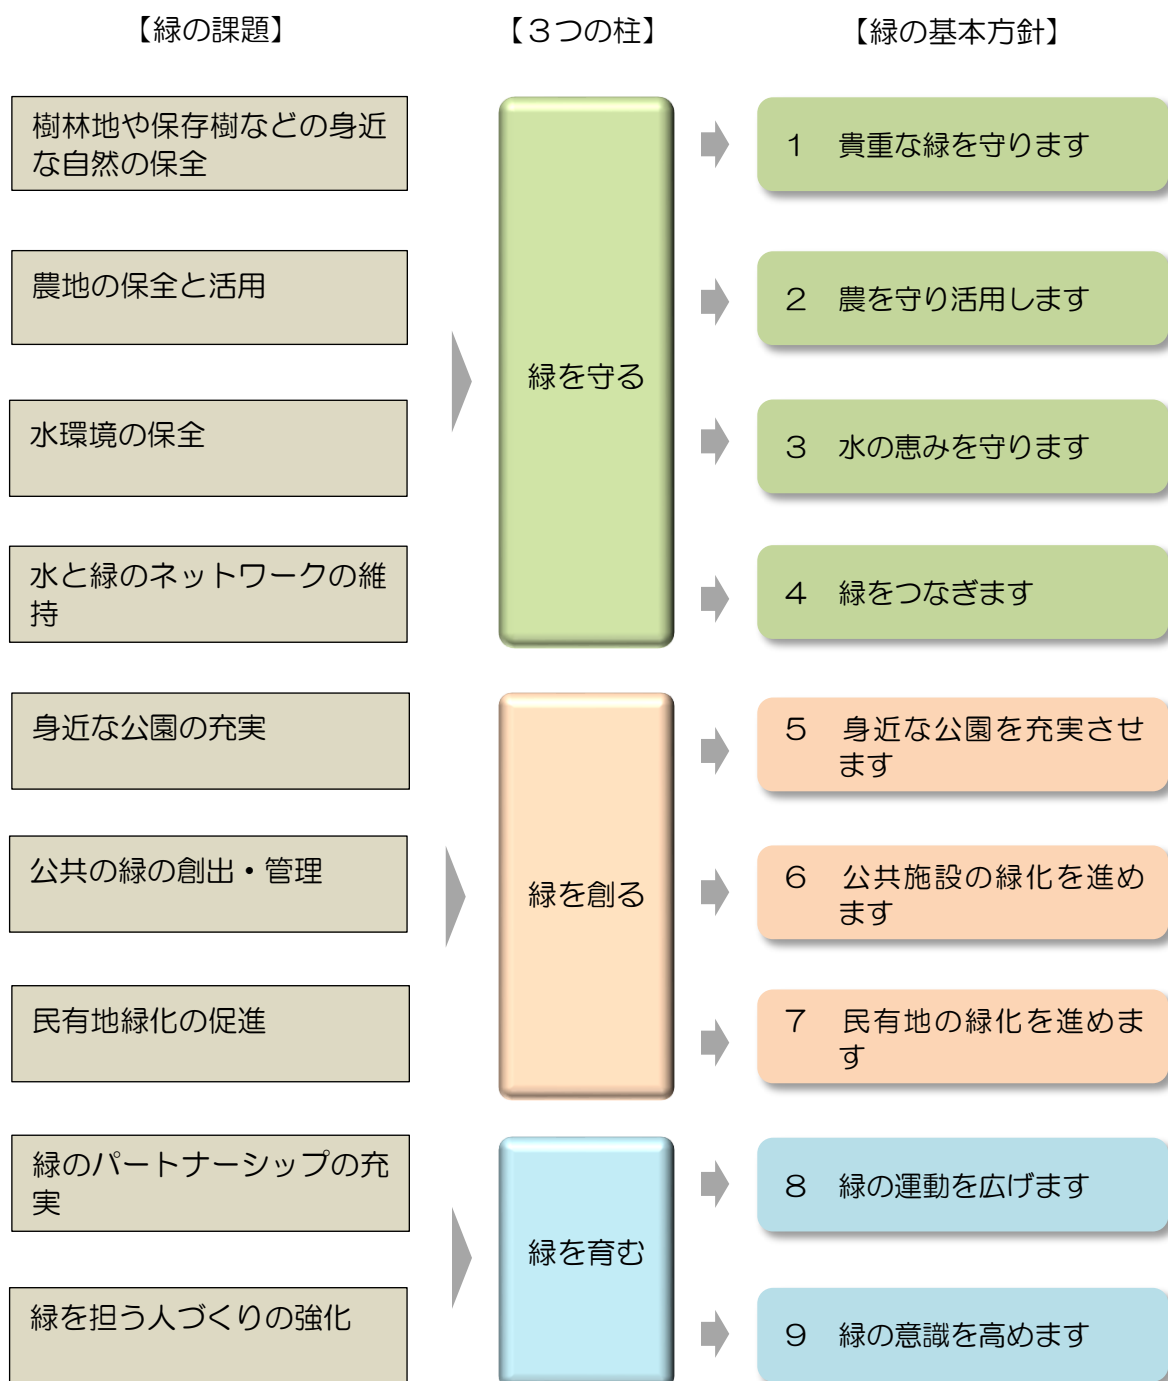 【緑の課題】
【３つの柱】
【緑の基本方針】
樹林地や保存樹などの身近
な自然の保全
農地の保全と活用
水環境の保全
水と緑のネットワークの維
持
緑を守る
１　貴重な緑を守ります
２　農を守り活用します
３　水の恵みを守ります
４　緑をつなぎます
身近な公園の充実
公共の緑の創出・管理
民有地緑化の促進
緑を創る
５　身近な公園を充実させ
ます
６　公共施設の緑化を進め
ます
７　民有地の緑化を進めま
す
緑のパートナーシップの充
実
緑を担う人づくりの強化
緑を育む
８　緑の運動を広げます
９　緑の意識を高めます